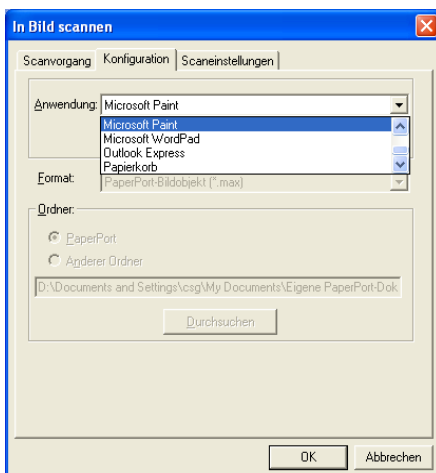 In Bild scannen
Scanvorgang Konfiguration Scaneinstellungen
Anwendung: Microsoft Paint
Microsoft Paint
Microsoft WordPad
Outlook Express
Papierkorb
Format: PaperPort-Bildobjekt (*.max)
Ordner:
PaperPort
Anderer Ordner
D:\Documents and Settings\csg\My Documents\Eigene PaperPort-Dok
Durchsuchen
OK Abbrechen